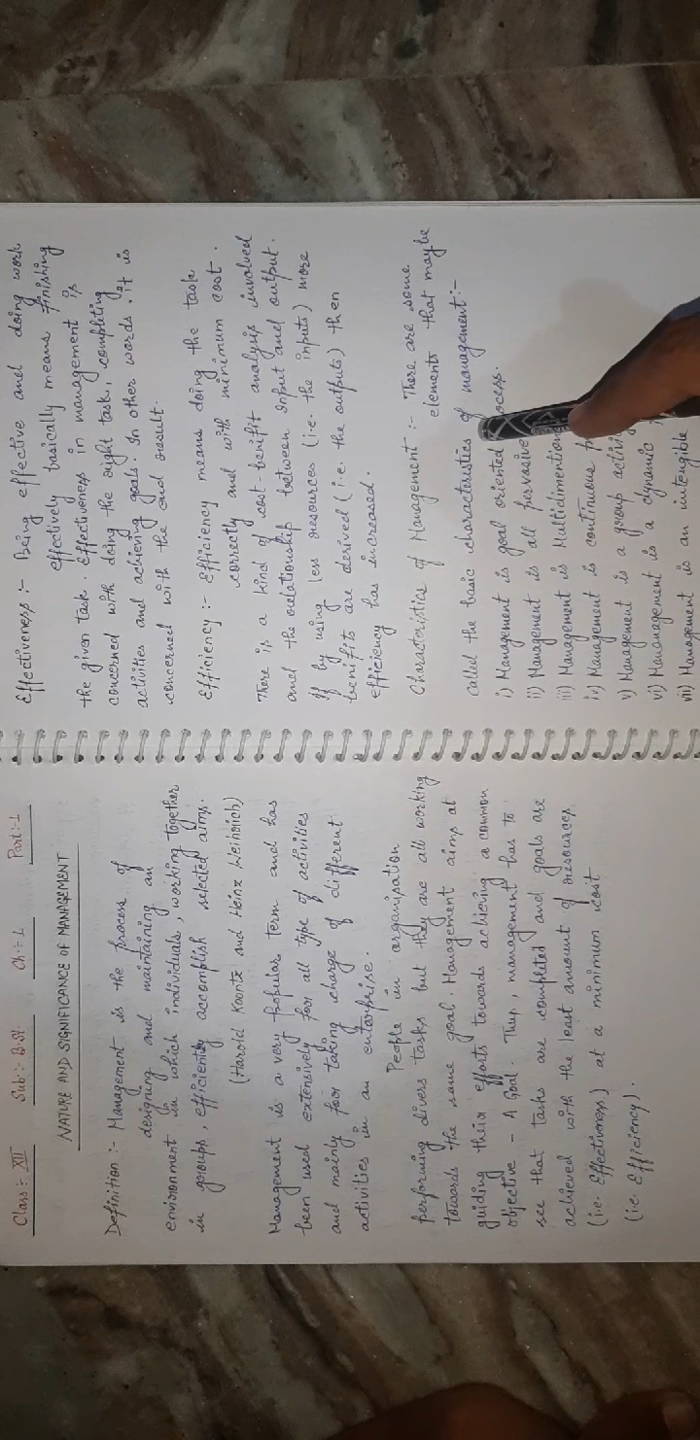 Class:- XII Sub:- B.St. Ch:- 1 Part:-1
NATURE AND SIGNIFICANCE OF MANAGEMENT
Definition :- Management is the process of
designing and maintaining an
environment in which individuals, working together
in groups, efficiently accomplish selected aims.
(Harold Koontz and Heinz Weihrich)
Management is a very popular term and has
been used extensively for all type of activities
and mainly for taking charge of different
activities in an enterprise.
People in organisation
performing divers tasks but they are all working
towards the same goal. Management aims at
guiding their efforts towards achieving a common
objective - A Goal. Thus, management has to
see that tasks are completed and goals are
achieved with the least amount of resources
(i.e. Effectiveness) at a minimum cost
(i.e. Efficiency).
Effectiveness :- Being effective and doing work
effectively basically means finishing
the given task. Effectiveness in management is
concerned with doing the right task, completing
activities and achieving goals. In other words, it is
concerned with the end result.
Efficiency :- Efficiency means doing the task
correctly and with minimum cost.
There is a kind of cost-benifit analysis involved
and the relationship between Input and output.
If by using less resources (i.e. the inputs) more
benifits are derived (i.e. the outputs) then
efficiency has increased.
Characteristics of Management :- There are some
elements that may be
called the basic characteristics of management:-
i) Management is goal oriented ocess.
ii) Management is all pervasive
iii) Management is Multidimention
iv) Management is continuous
v) Management is a group activi
vi) Mananagement is a dynamic
vii) Management is an intengible